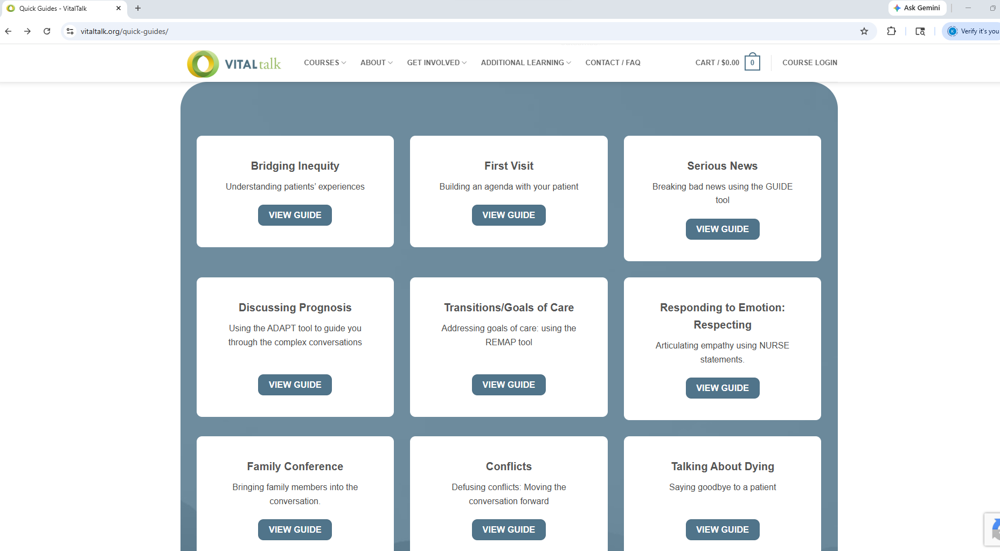 Quick Guides - VitalTalk
Ask Gemini
vitaltalk.org/quick-guides/
K
Verify it's you
VITALtalk
COURSES
ABOUT
GET INVOLVED
ADDITIONAL LEARNING
CONTACT / FAQ
CART / $0.00
0
COURSE LOGIN
Bridging Inequity
Understanding patients’ experiences
VIEW GUIDE
First Visit
Building an agenda with your patient
VIEW GUIDE
Serious News
Breaking bad news using the GUIDE
tool
VIEW GUIDE
Discussing Prognosis
Using the ADAPT tool to guide you
through the complex conversations
VIEW GUIDE
Transitions/Goals of Care
Addressing goals of care: using the
REMAP tool
VIEW GUIDE
Responding to Emotion:
Respecting
Articulating empathy using NURSE
statements.
VIEW GUIDE
Family Conference
Bringing family members into the
conversation.
VIEW GUIDE
Conflicts
Defusing conflicts: Moving the
conversation forward
VIEW GUIDE
Talking About Dying
Saying goodbye to a patient
VIEW GUIDE